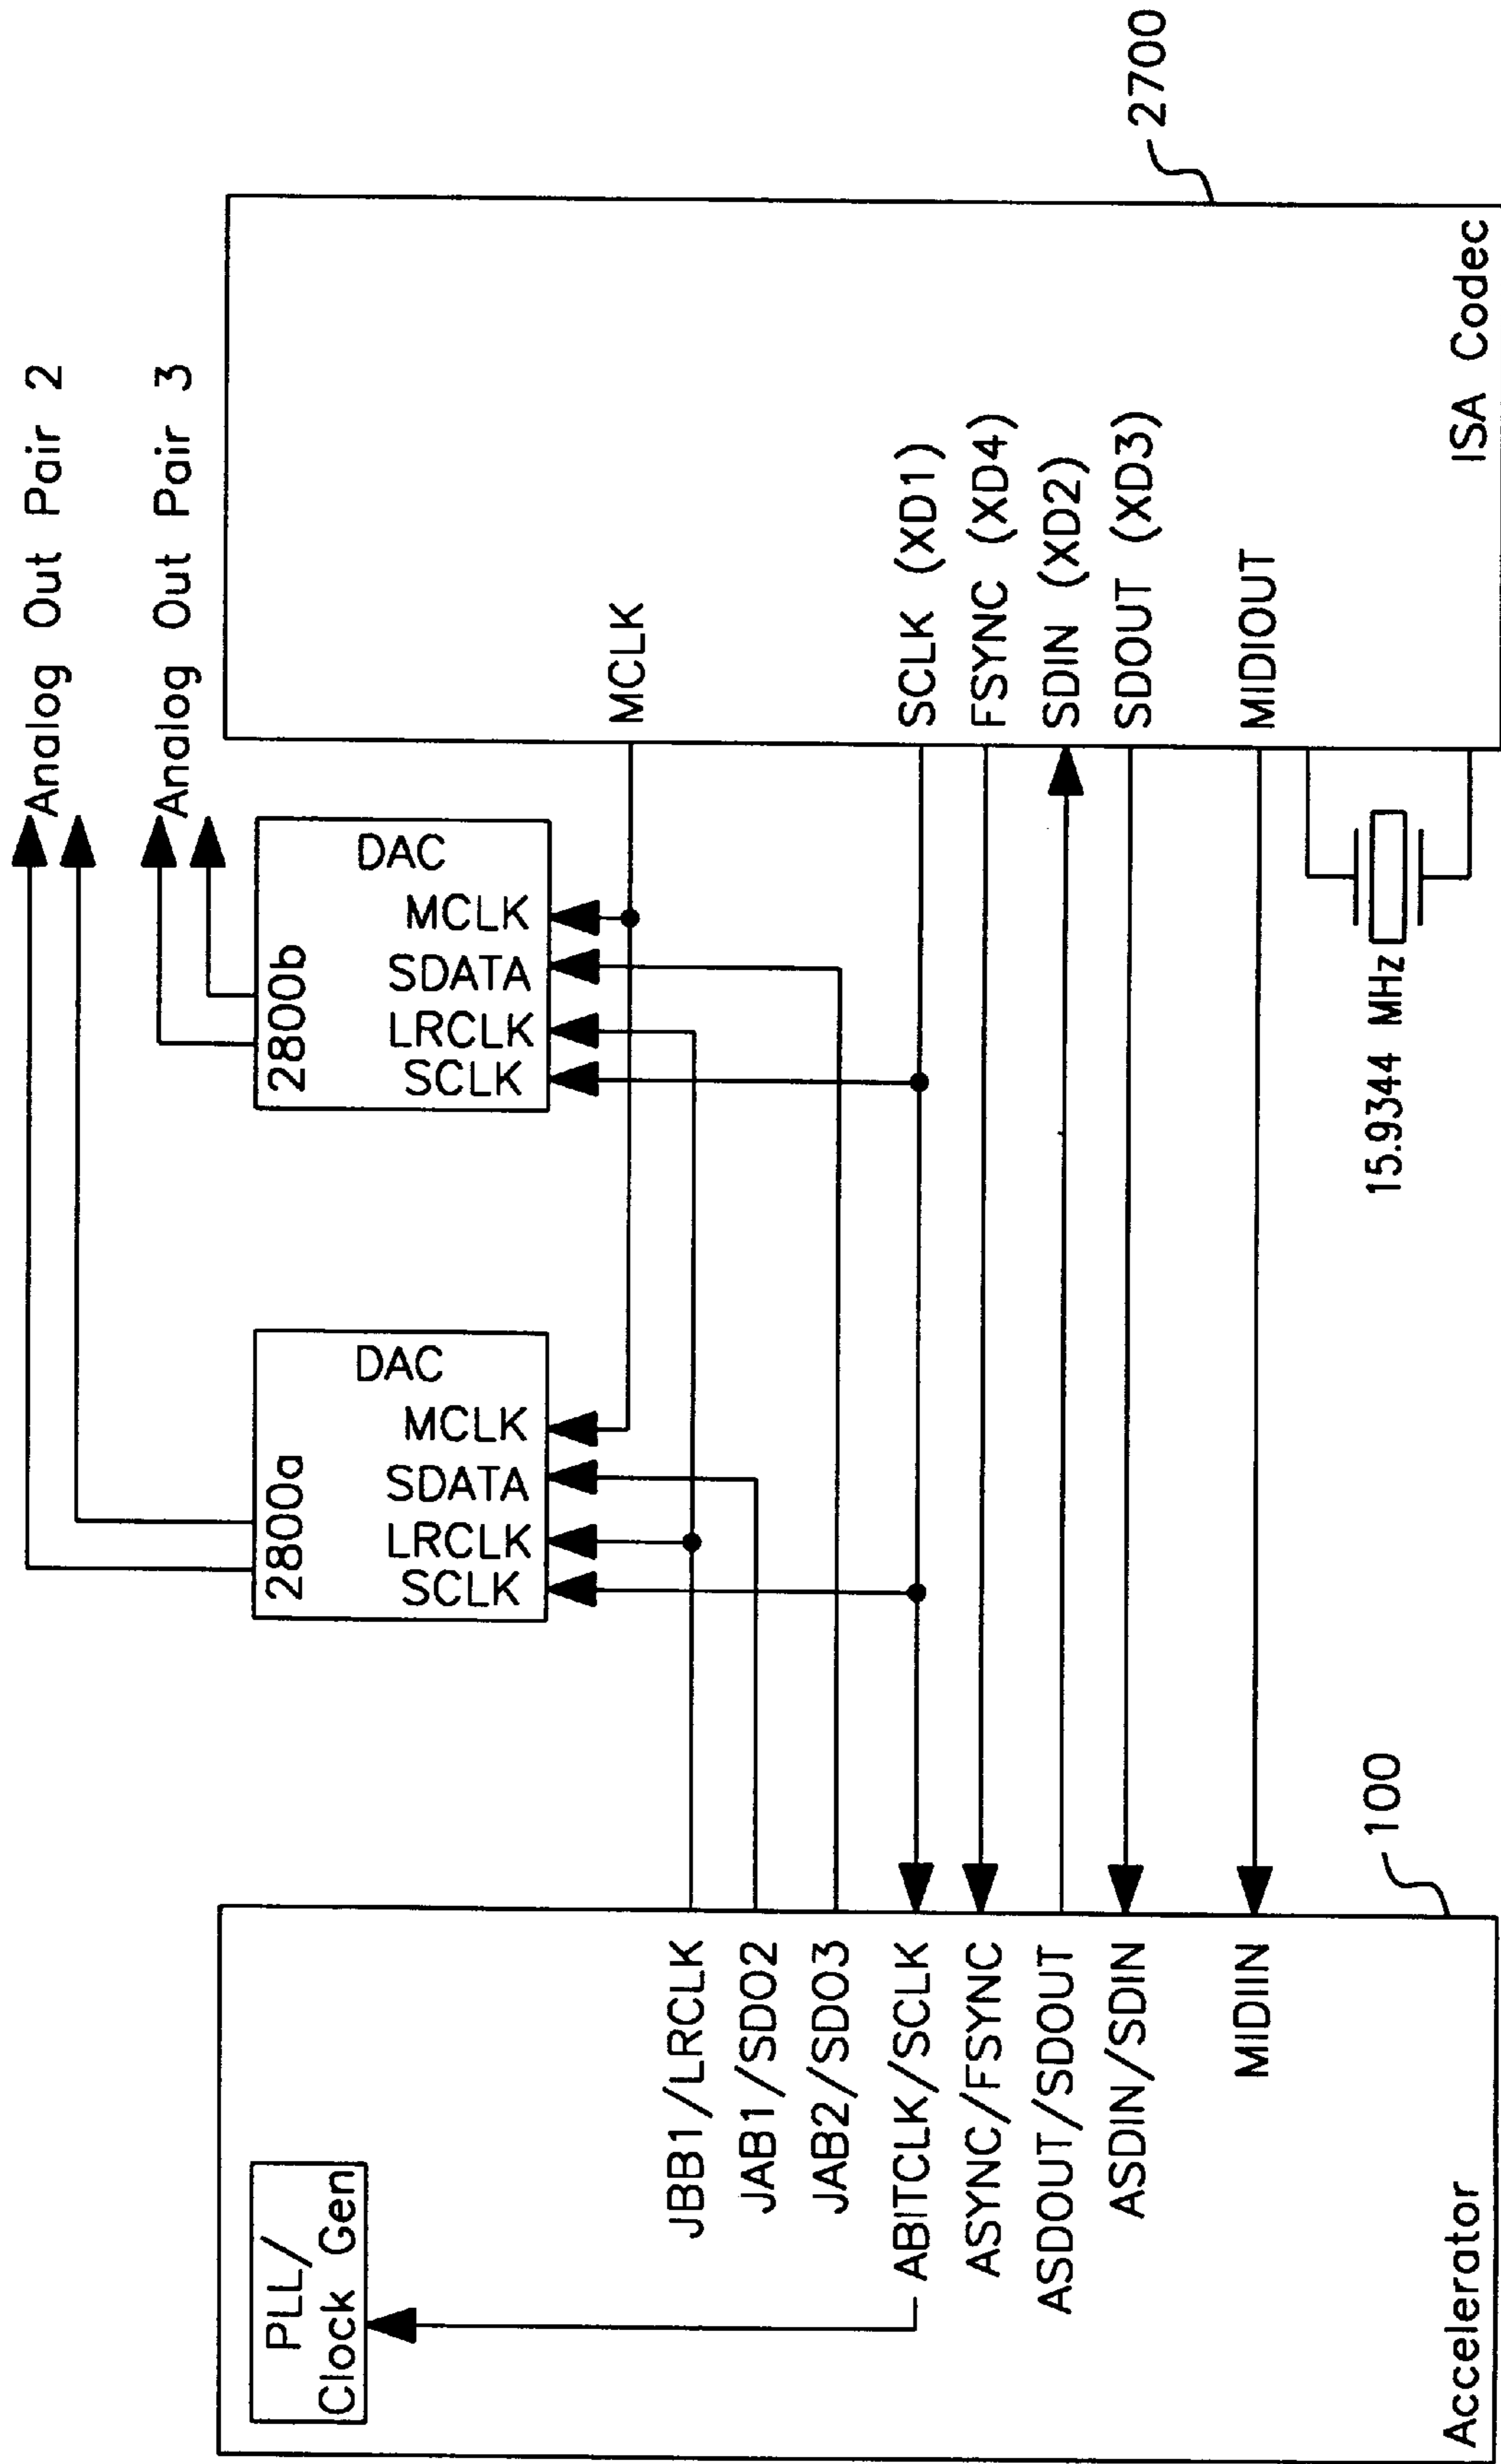 Analog Out Pair 2
Analog Out Pair 3
PLL/
Clock Gen
JBB1/LRCLK
JAB1/SDO2
JAB2/SDO3
ABITCLK/SCLK
ASYNC/FSYNC
ASDOUT/SDOUT
ASDIN/SDIN
MIDIIN
Accelerator
100
2800a
DAC
MCLK
SDATA
LRCLK
SCLK
2800b
DAC
MCLK
SDATA
LRCLK
SCLK
15.9344 MHz
MCLK
SCLK (XD1)
FSYNC (XD4)
SDIN (XD2)
SDOUT (XD3)
MIDIOUT
ISA Codec
2700